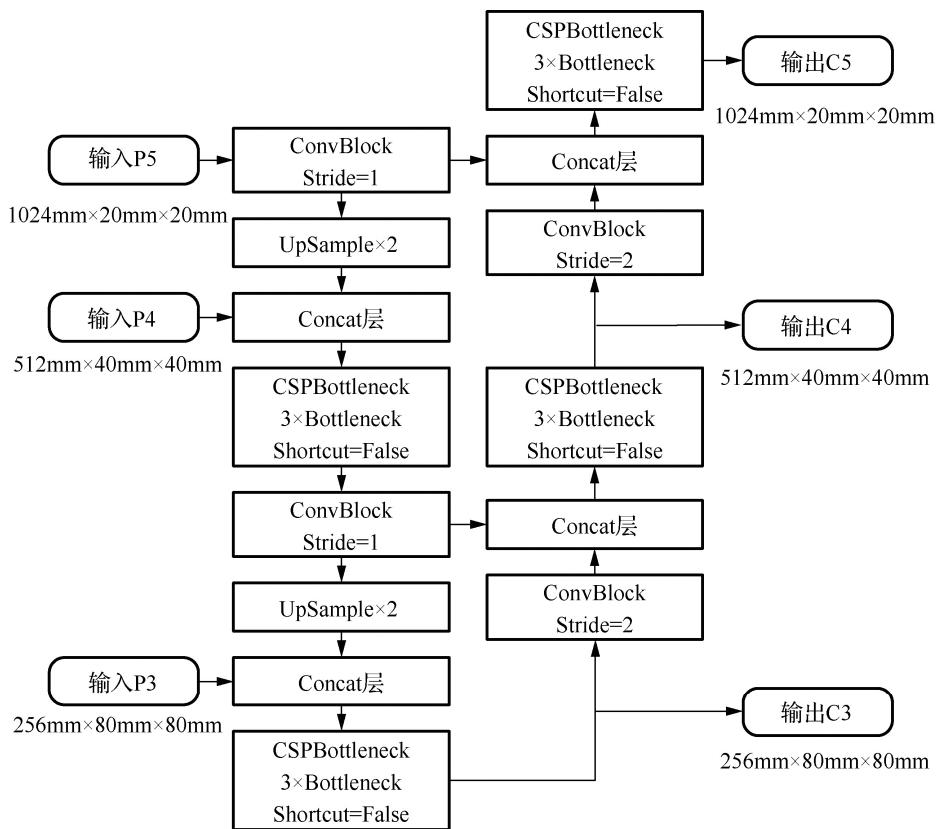 CSPBottleneck
3×Bottleneck
Shortcut=False
输出C5
1024mm×20mm×20mm
输入P5
1024mm×20mm×20mm
ConvBlock
Stride=1
Concat层
UpSample×2
ConvBlock
Stride=2
输入P4
512mm×40mm×40mm
Concat层
输出C4
512mm×40mm×40mm
CSPBottleneck
3×Bottleneck
Shortcut=False
CSPBottleneck
3×Bottleneck
Shortcut=False
ConvBlock
Stride=1
Concat层
UpSample×2
ConvBlock
Stride=2
输入P3
256mm×80mm×80mm
Concat层
输出C3
256mm×80mm×80mm
CSPBottleneck
3×Bottleneck
Shortcut=False